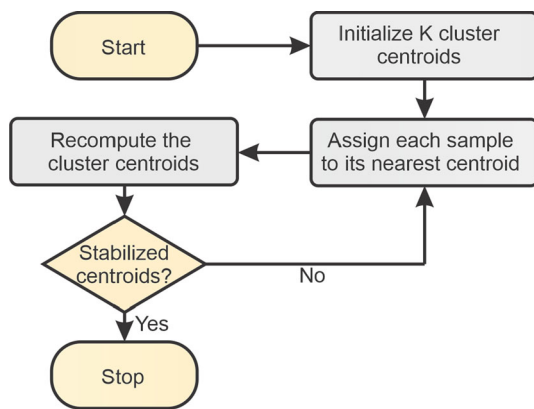 Start
Initialize K cluster
centroids
Assign each sample
to its nearest centroid
Recompute the
cluster centroids
Stabilized
centroids?
No
Yes
Stop